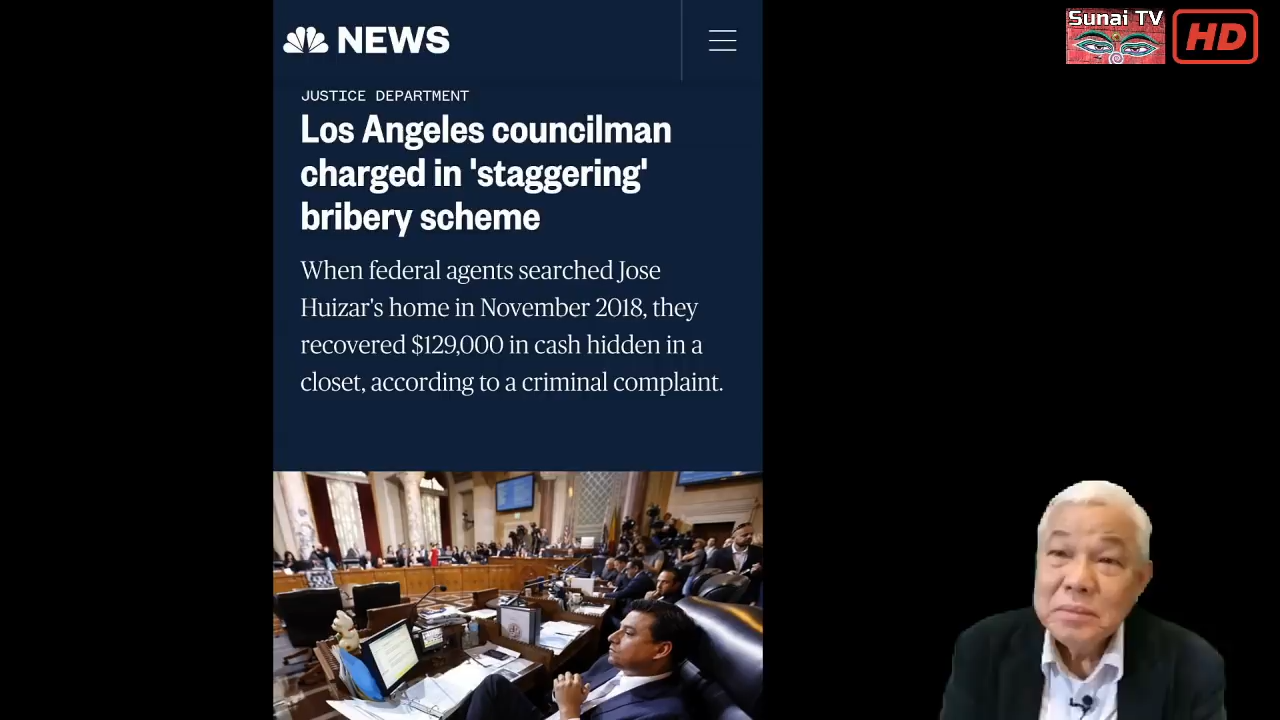 NEWS
JUSTICE DEPARTMENT
Los Angeles councilman
charged in 'staggering'
bribery scheme
When federal agents searched Jose
Huizar's home in November 2018, they
recovered $129,000 in cash hidden in a
closet, according to a criminal complaint.
Sunai TV
HD